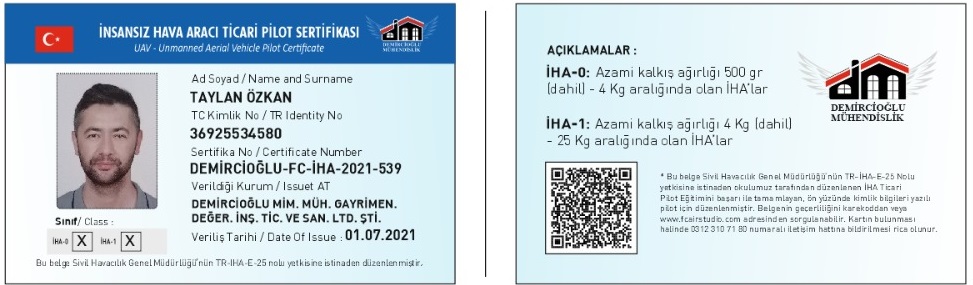 İNSANSIZ HAVA ARACI TİCARİ PİLOT SERTİFİKASI
UAV - Unmanned Aerial Vehicle Pilot Certificate
DEMİRCİOĞLU
MÜHENDİSLİK
Ad Soyad / Name and Surname
TAYLAN ÖZKAN
TC Kimlik No / TR Identity No
36925534580
Sertifika No / Certificate Number
DEMİRCİOĞLU-FC-İHA-2021-539
Verildiği Kurum / Issuet AT
DEMİRCİOĞLU MİM. MÜH. GAYRİMEN.
DEĞER. İNŞ. TİC. VE SAN. LTD. ŞTİ.
Veriliş Tarihi / Date Of Issue : 01.07.2021
Sınıf/ Class :
İHA-0 X İHA-1 X
Bu belge Sivil Havacılık Genel Müdürlüğü'nün TR-IHA-E-25 nolu yetkisine istinaden düzenlenmiştir.
AÇIKLAMALAR :
İHA-0: Azami kalkış ağırlığı 500 gr
(dahil) - 4 Kg aralığında olan İHA'lar
İHA-1: Azami kalkış ağırlığı 4 Kg (dahil)
- 25 Kg aralığında olan İHA'lar
dm
DEMİRCİOĞLU
MÜHENDİSLİK
* Bu belge Sivil Havacılık Genel Müdürlüğü'nün TR-İHA-E-25 Nolu
yetkisine istinaden okulumuz tarafından düzenlenen İHA Ticari
Pilot Eğitimini başarı ile tamamlayan, ön yüzünde kimlik bilgileri yazılı
pilot için düzenlenmiştir. Belgenin geçerliliğini karekoddan veya
www.fcairstudio.com adresinden sorgulanabilir. Kartın bulunması
halinde 0312 310 71 80 numaralı iletişim hattına bildirilmesi rica olunur.